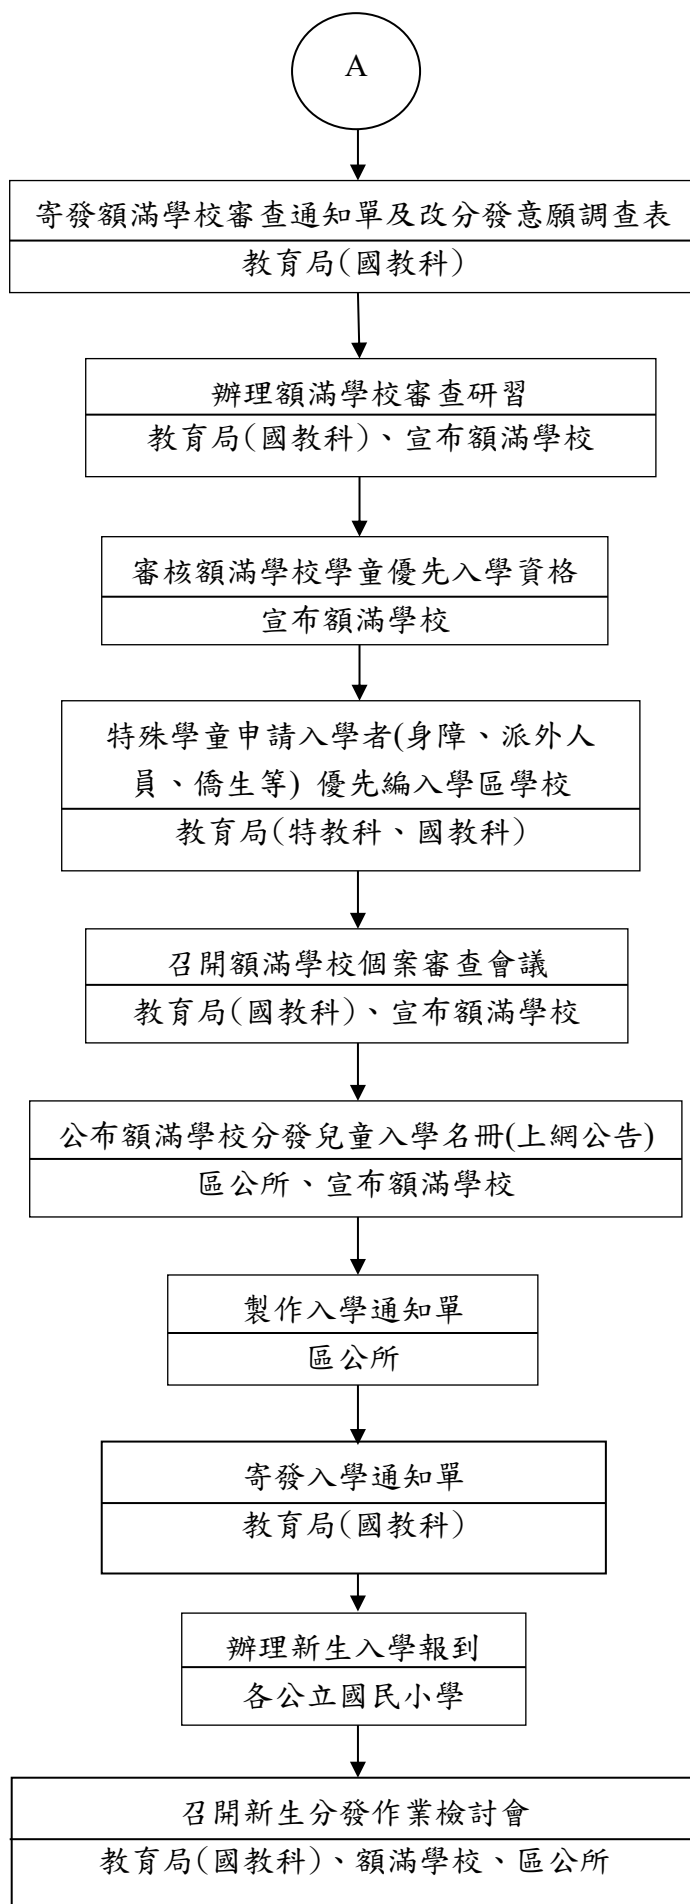 A
寄發額滿學校審查通知單及改分發意願調查表
教育局(國教科)
辦理額滿學校審查研習
教育局(國教科)、宣布額滿學校
審核額滿學校學童優先入學資格
宣布額滿學校
特殊學童申請入學者(身障、派外人
員、僑生等) 優先編入學區學校
教育局(特教科、國教科)
召開額滿學校個案審查會議
教育局(國教科)、宣布額滿學校
公布額滿學校分發兒童入學名冊(上網公告)
區公所、宣布額滿學校
製作入學通知單
區公所
寄發入學通知單
教育局(國教科)
辦理新生入學報到
各公立國民小學
召開新生分發作業檢討會
教育局(國教科)、額滿學校、區公所